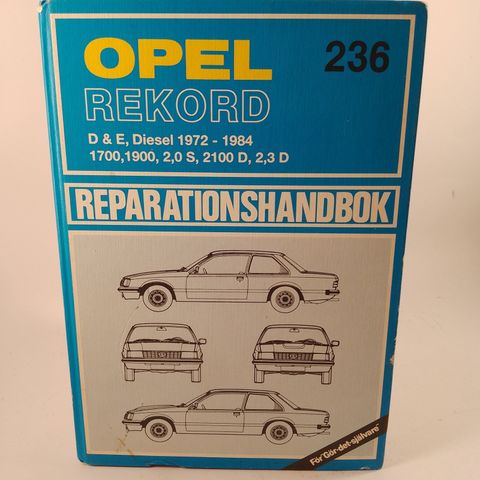 OPEL
236
REKORD
D & E, Diesel 1972 - 1984
1700,1900, 2,0 S, 2100 D, 2,3 D
REPARATIONSHANDBOK
För"Gör-det-självare"